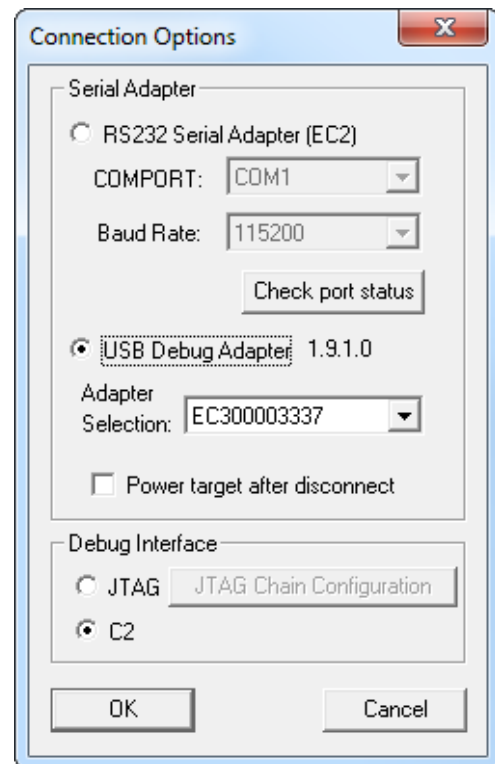 Connection Options
Serial Adapter
RS232 Serial Adapter (EC2)
COMPORT: COM1
Baud Rate: 115200
Check port status
USB Debug Adapter 1.9.1.0
Adapter
Selection: EC300003337
Power target after disconnect
Debug Interface
JTAG JTAG Chain Configuration
C2
OK Cancel